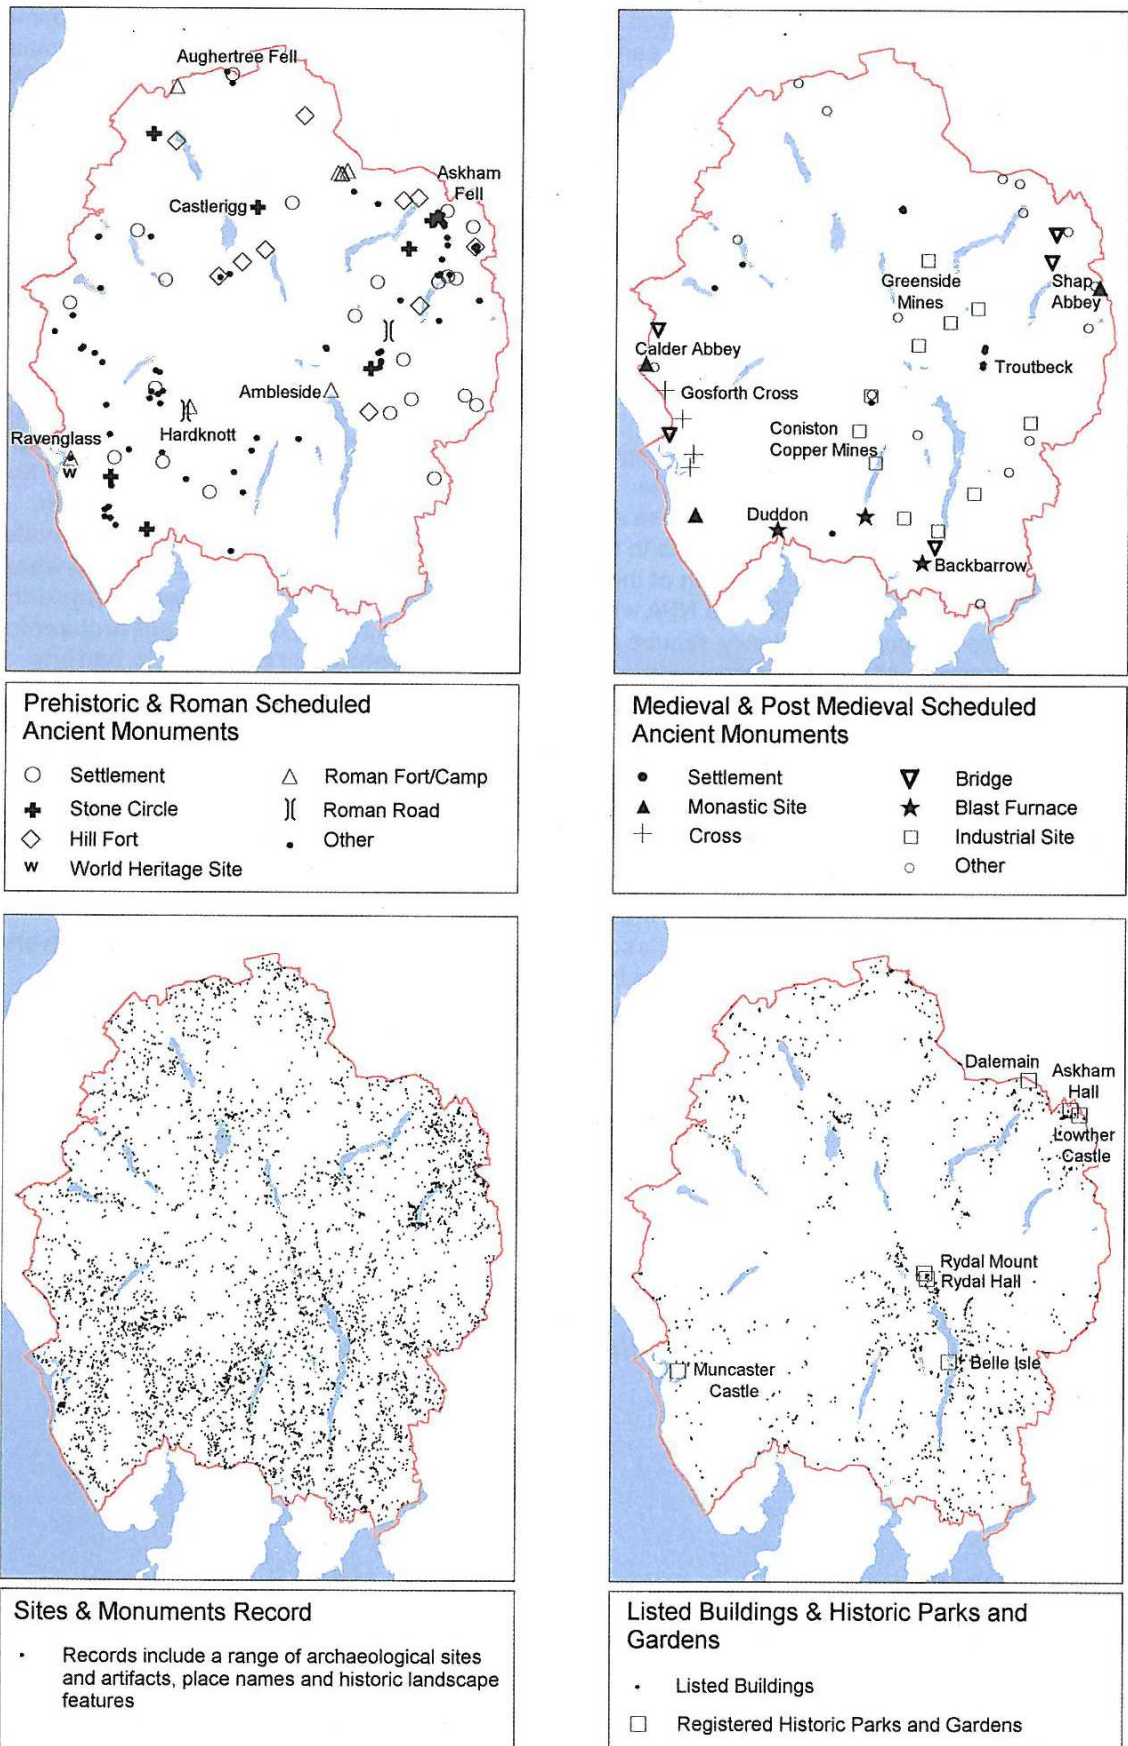 Aughertree Fell
Askham
Fell
Castlerigg
Ambleside
Hardknott
Ravenglass
W
Prehistoric & Roman Scheduled
Ancient Monuments
Settlement
Stone Circle
Hill Fort
W World Heritage Site
Roman Fort/Camp
Roman Road
Other
Greenside
Mines
Shap
Abbey
Calder Abbey
Troutbeck
Gosforth Cross
Coniston
Copper Mines
Duddon
Backbarrow
Medieval & Post Medieval Scheduled
Ancient Monuments
Settlement
Monastic Site
Cross
Bridge
Blast Furnace
Industrial Site
Other
Sites & Monuments Record
Records include a range of archaeological sites
and artifacts, place names and historic landscape
features
Dalemain
Askham
Hall
Lowther
Castle
Rydal Mount
Rydal Hall
Belle Isle
Muncaster
Castle
Listed Buildings & Historic Parks and
Gardens
Listed Buildings
Registered Historic Parks and Gardens